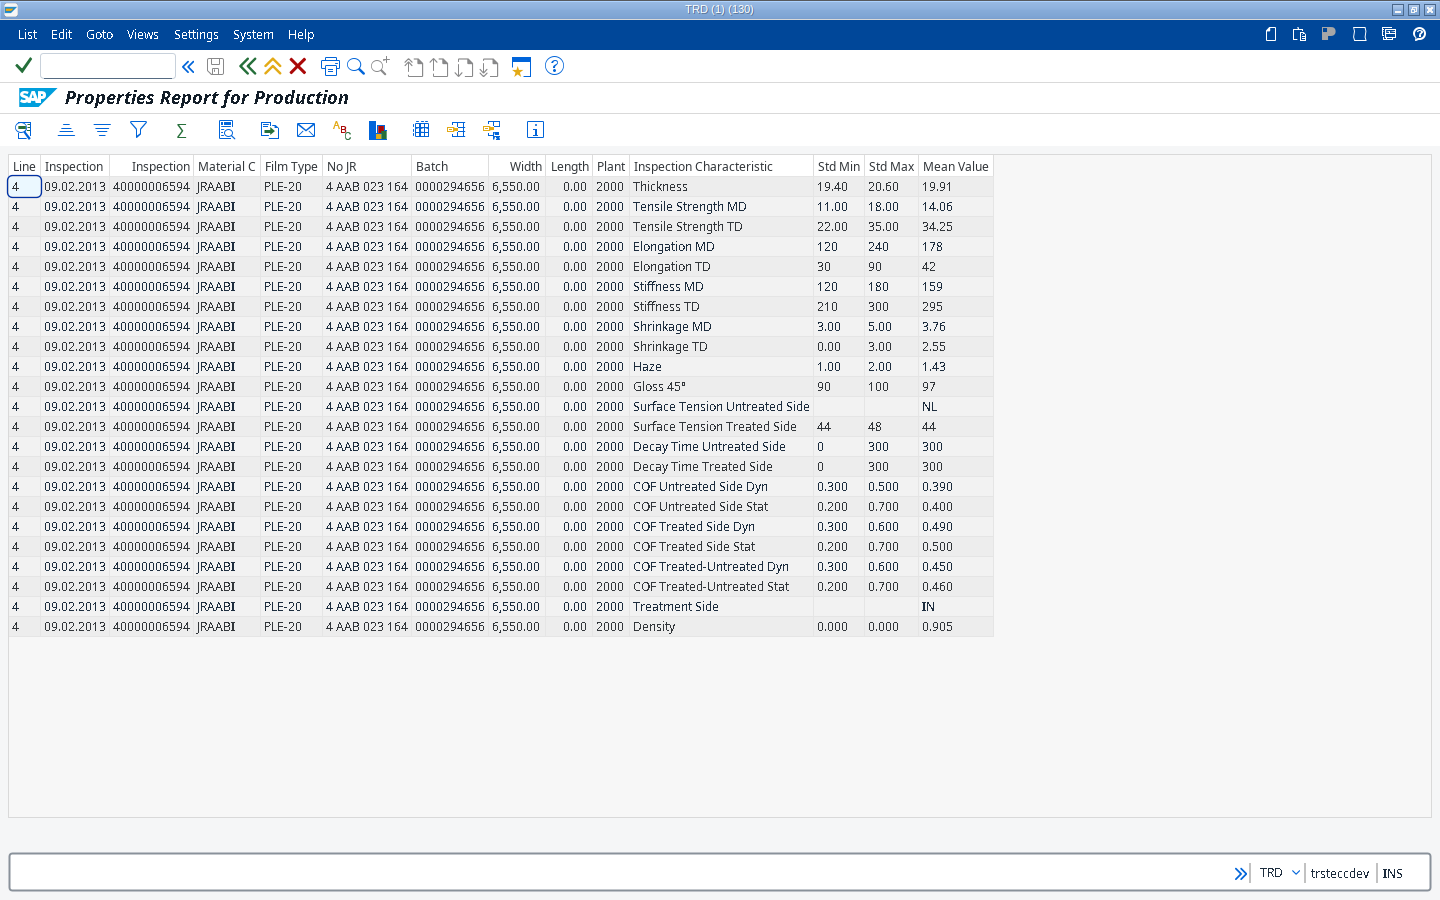 TRD (1) (130)
List Edit Goto Views Settings System Help
SAP Properties Report for Production
Line Inspection Inspection Material C Film Type No JR Batch Width Length Plant Inspection Characteristic Std Min Std Max Mean Value
4 09.02.2013 40000006594 JRAABI PLE-20 4 AAB 023 164 0000294656 6,550.00 0.00 2000 Thickness 19.40 20.60 19.91
4 09.02.2013 40000006594 JRAABI PLE-20 4 AAB 023 164 0000294656 6,550.00 0.00 2000 Tensile Strength MD 11.00 18.00 14.06
4 09.02.2013 40000006594 JRAABI PLE-20 4 AAB 023 164 0000294656 6,550.00 0.00 2000 Tensile Strength TD 22.00 35.00 34.25
4 09.02.2013 40000006594 JRAABI PLE-20 4 AAB 023 164 0000294656 6,550.00 0.00 2000 Elongation MD 120 240 178
4 09.02.2013 40000006594 JRAABI PLE-20 4 AAB 023 164 0000294656 6,550.00 0.00 2000 Elongation TD 30 90 42
4 09.02.2013 40000006594 JRAABI PLE-20 4 AAB 023 164 0000294656 6,550.00 0.00 2000 Stiffness MD 120 180 159
4 09.02.2013 40000006594 JRAABI PLE-20 4 AAB 023 164 0000294656 6,550.00 0.00 2000 Stiffness TD 210 300 295
4 09.02.2013 40000006594 JRAABI PLE-20 4 AAB 023 164 0000294656 6,550.00 0.00 2000 Shrinkage MD 3.00 5.00 3.76
4 09.02.2013 40000006594 JRAABI PLE-20 4 AAB 023 164 0000294656 6,550.00 0.00 2000 Shrinkage TD 0.00 3.00 2.55
4 09.02.2013 40000006594 JRAABI PLE-20 4 AAB 023 164 0000294656 6,550.00 0.00 2000 Haze 1.00 2.00 1.43
4 09.02.2013 40000006594 JRAABI PLE-20 4 AAB 023 164 0000294656 6,550.00 0.00 2000 Gloss 45° 90 100 97
4 09.02.2013 40000006594 JRAABI PLE-20 4 AAB 023 164 0000294656 6,550.00 0.00 2000 Surface Tension Untreated Side NL
4 09.02.2013 40000006594 JRAABI PLE-20 4 AAB 023 164 0000294656 6,550.00 0.00 2000 Surface Tension Treated Side 44 48 44
4 09.02.2013 40000006594 JRAABI PLE-20 4 AAB 023 164 0000294656 6,550.00 0.00 2000 Decay Time Untreated Side 0 300 300
4 09.02.2013 40000006594 JRAABI PLE-20 4 AAB 023 164 0000294656 6,550.00 0.00 2000 Decay Time Treated Side 0 300 300
4 09.02.2013 40000006594 JRAABI PLE-20 4 AAB 023 164 0000294656 6,550.00 0.00 2000 COF Untreated Side Dyn 0.300 0.500 0.390
4 09.02.2013 40000006594 JRAABI PLE-20 4 AAB 023 164 0000294656 6,550.00 0.00 2000 COF Untreated Side Stat 0.200 0.700 0.400
4 09.02.2013 40000006594 JRAABI PLE-20 4 AAB 023 164 0000294656 6,550.00 0.00 2000 COF Treated Side Dyn 0.300 0.600 0.490
4 09.02.2013 40000006594 JRAABI PLE-20 4 AAB 023 164 0000294656 6,550.00 0.00 2000 COF Treated Side Stat 0.200 0.700 0.500
4 09.02.2013 40000006594 JRAABI PLE-20 4 AAB 023 164 0000294656 6,550.00 0.00 2000 COF Treated-Untreated Dyn 0.300 0.600 0.450
4 09.02.2013 40000006594 JRAABI PLE-20 4 AAB 023 164 0000294656 6,550.00 0.00 2000 COF Treated-Untreated Stat 0.200 0.700 0.460
4 09.02.2013 40000006594 JRAABI PLE-20 4 AAB 023 164 0000294656 6,550.00 0.00 2000 Treatment Side IN
4 09.02.2013 40000006594 JRAABI PLE-20 4 AAB 023 164 0000294656 6,550.00 0.00 2000 Density 0.000 0.000 0.905
TRD trsteccdev INS